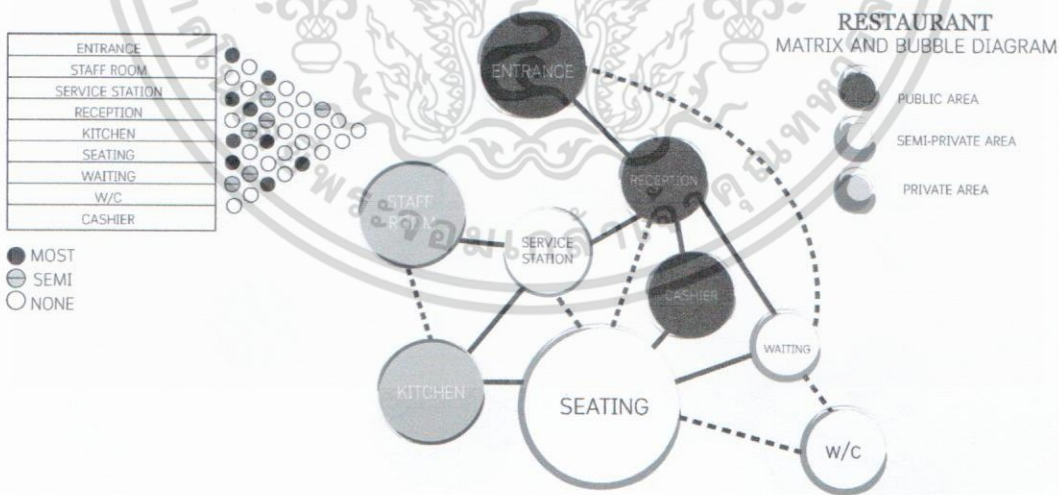 RESTAURANT
MATRIX AND BUBBLE DIAGRAM
ENTRANCE
STAFF ROOM
SERVICE STATION
RECEPTION
KITCHEN
SEATING
WAITING
W/C
CASHIER
MOST
SEMI
NONE
ENTRANCE
RECEPTION
STAFF
ROOM
SERVICE
STATION
CASHIER
WAITING
KITCHEN
SEATING
W/C
PUBLIC AREA
SEMI-PRIVATE AREA
PRIVATE AREA